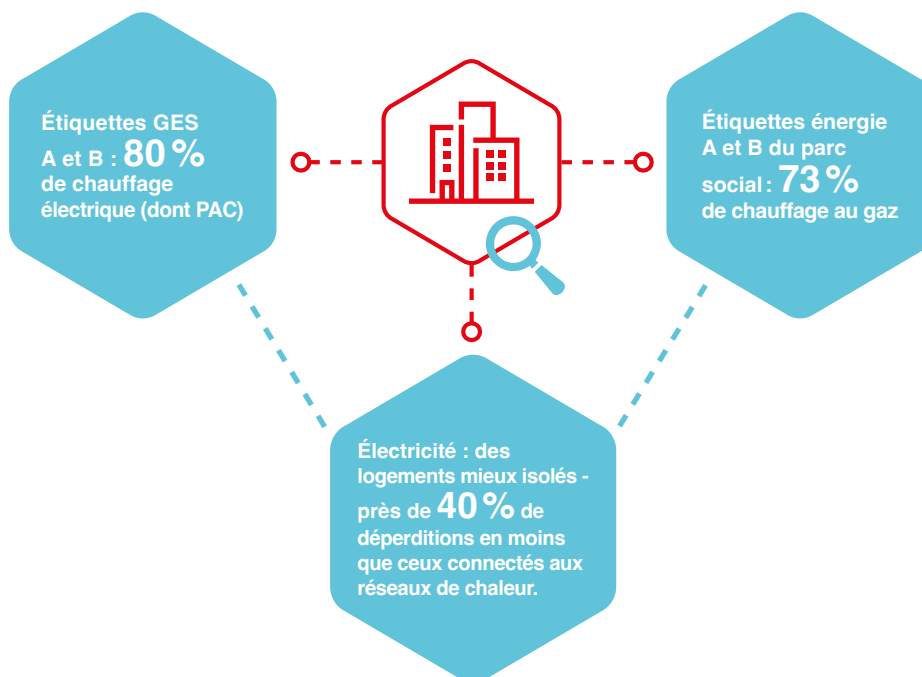 Étiquettes GES
A et B : 80 %
de chauffage
électrique (dont PAC)
Étiquettes énergie
A et B du parc
social : 73 %
de chauffage au gaz
Électricité : des
logements mieux isolés -
près de 40 % de
déperditions en moins
que ceux connectés aux
réseaux de chaleur.